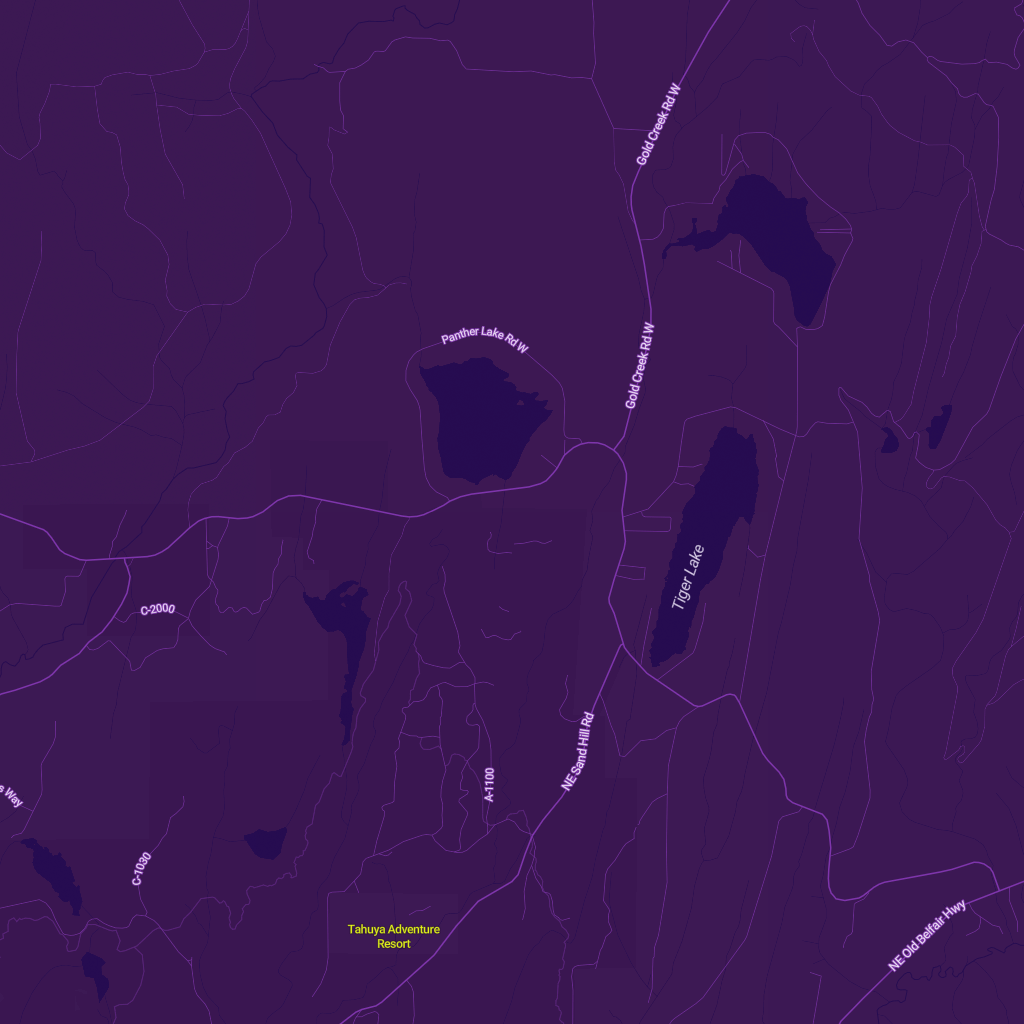 Gold Creek Rd W
Panther Lake Rd W
Gold Creek Rd W
Tiger Lake
C-2000
NE Sand Hill Rd
A-1100
s Way
C-1030
Tahuya Adventure
Resort
NE Old Belfair Hwy